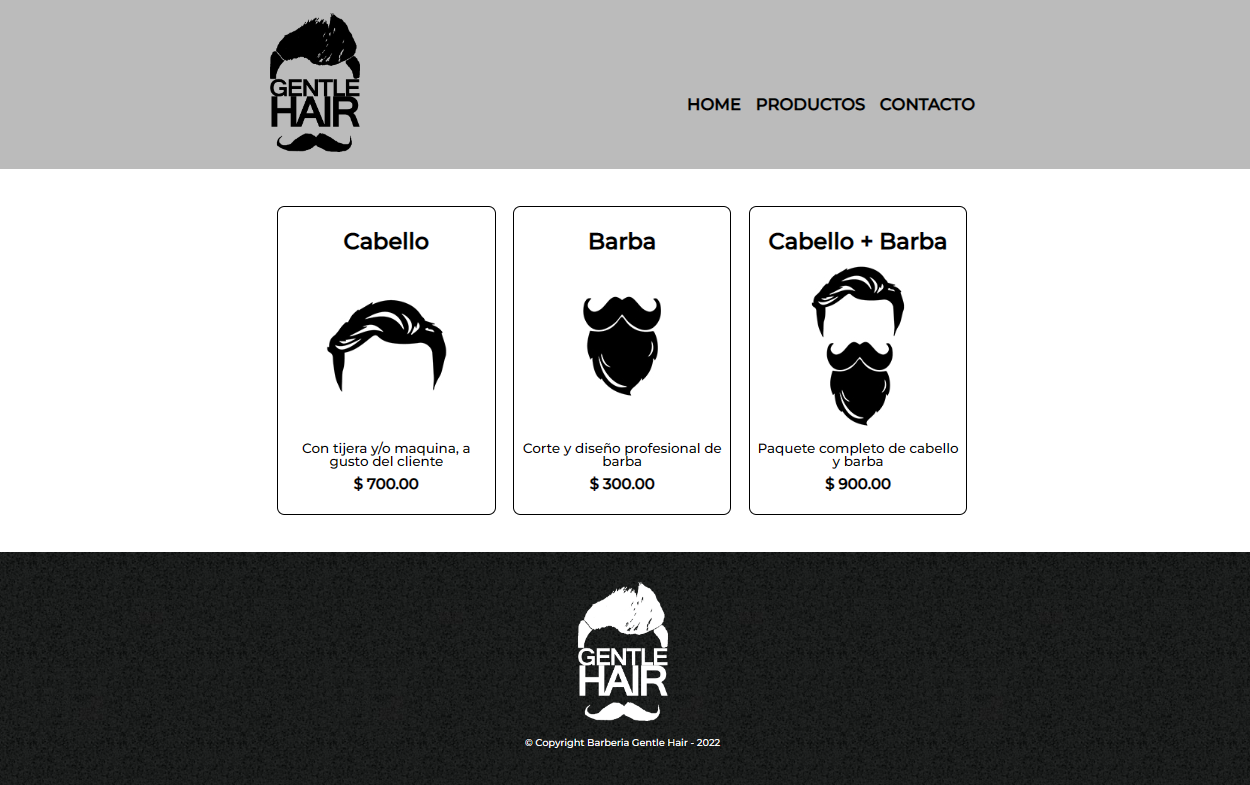 GENTLE
HAIR
HOME PRODUCTOS CONTACTO
Cabello
Con tijera y/o maquina, a
gusto del cliente
$ 700.00
Barba
Corte y diseño profesional de
barba
$ 300.00
Cabello + Barba
Paquete completo de cabello
y barba
$ 900.00
GENTLE
HAIR
© Copyright Barberia Gentle Hair - 2022